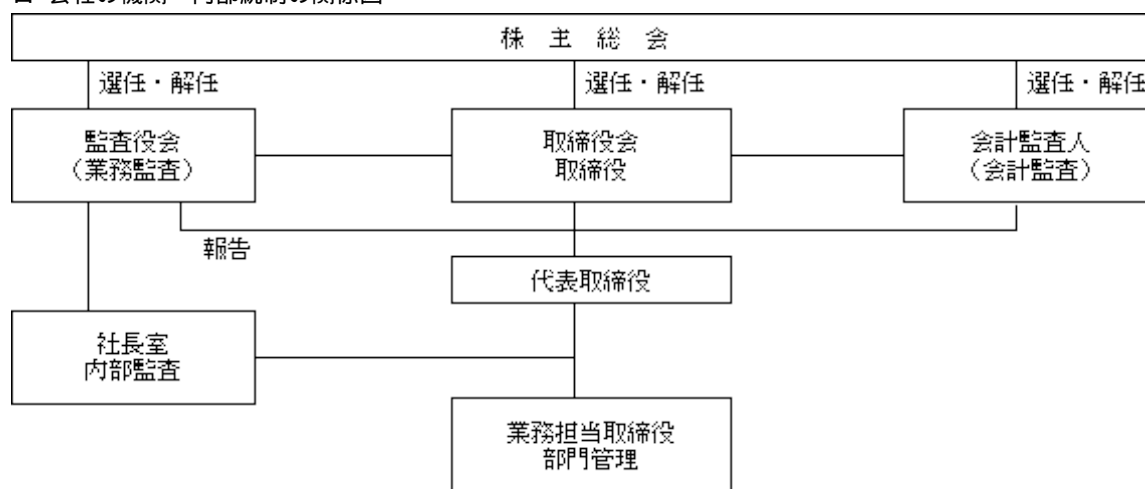 株主総会
選任・解任
選任・解任
選任・解任
監査役会
（業務監査）
取締役会
取締役
会計監査人
（会計監査）
報告
代表取締役
社長室
内部監査
業務担当取締役
部門管理